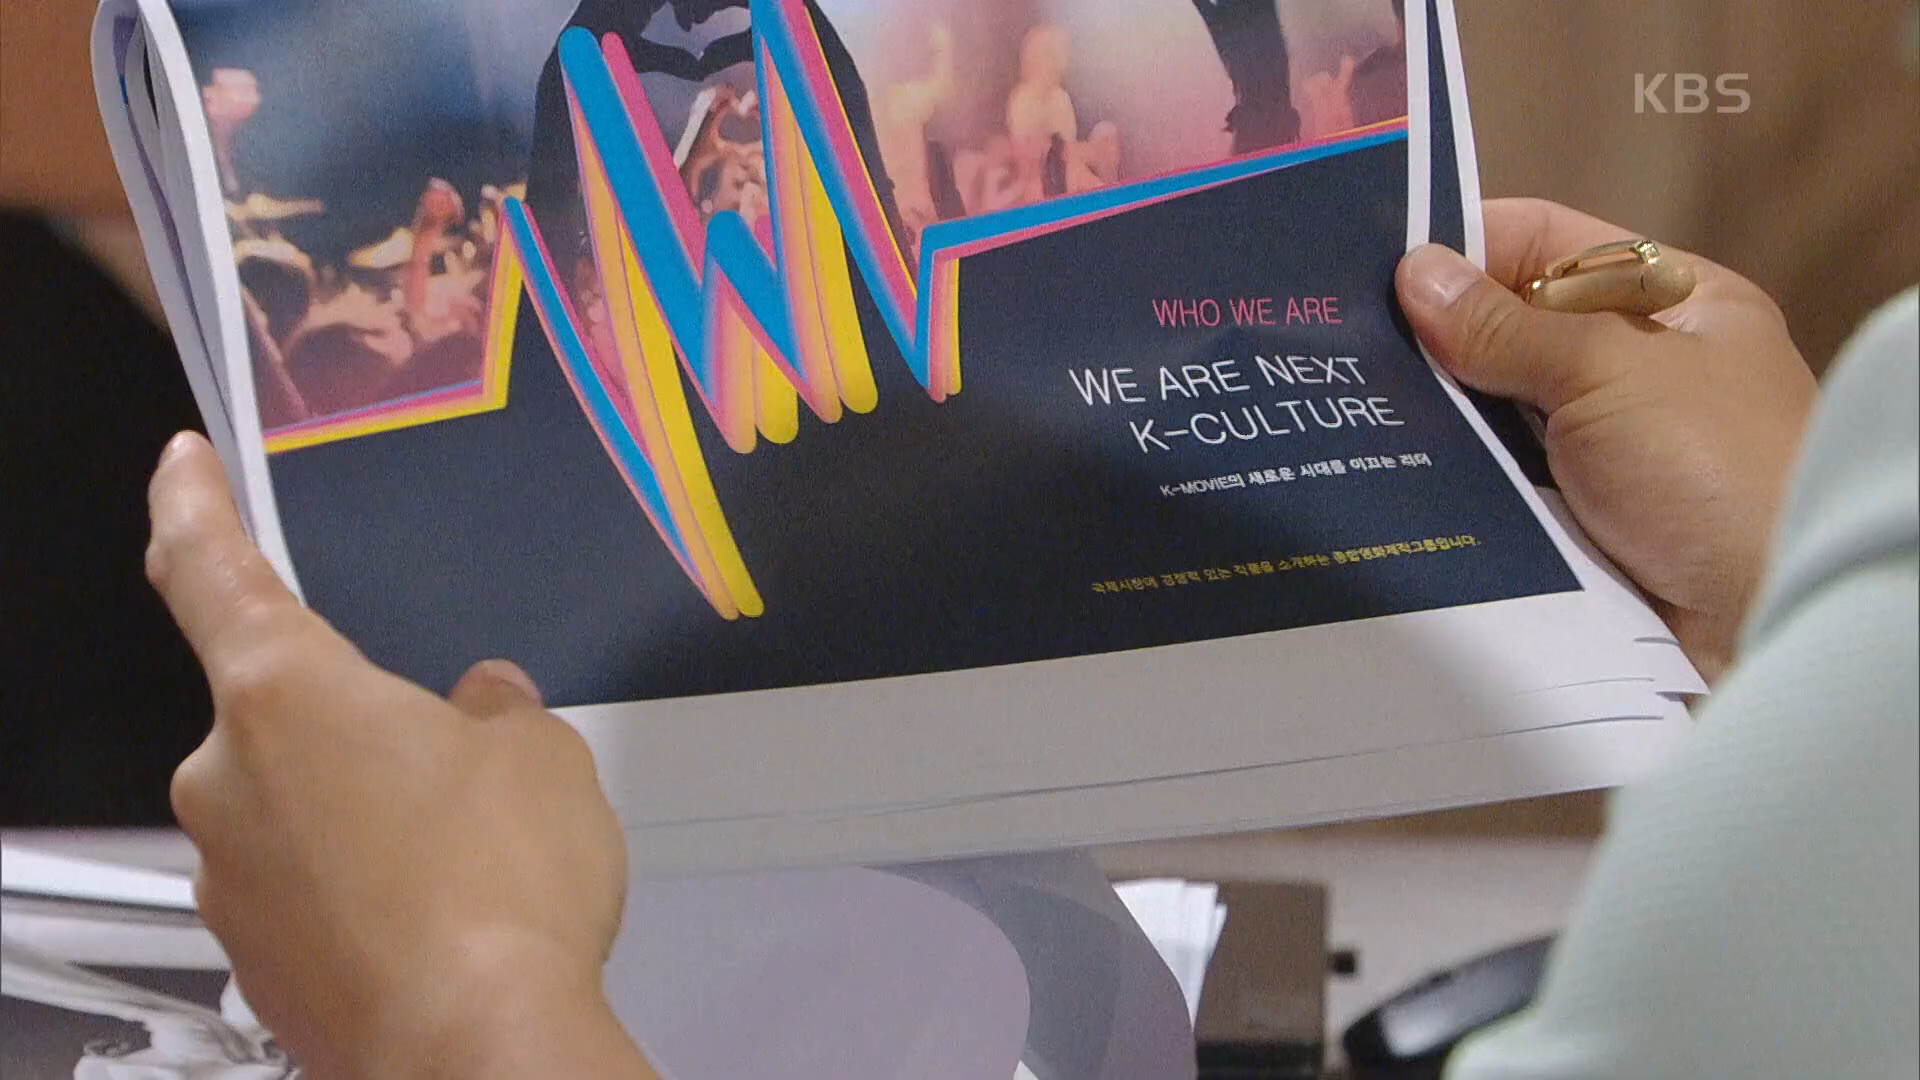 KBS
WHO WE ARE
WE ARE NEXT
K-CULTURE
K-MOVIE의 새로운 시대를 이끄는 리더
국제시장에 경쟁력 있는 작품을 소개하는 종합영화제작그룹입니다.